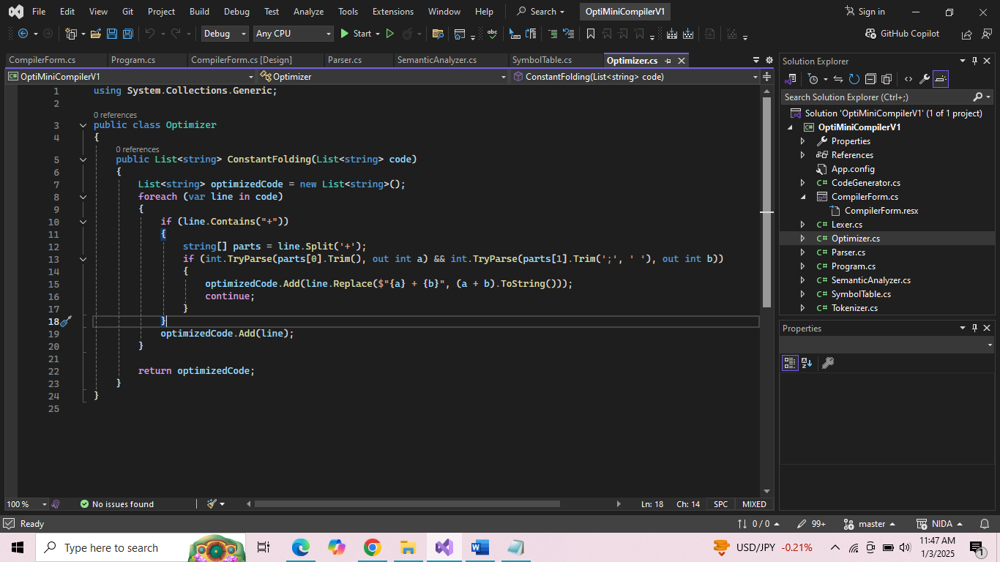 File Edit View Git Project Build Debug Test Analyze Tools Extensions Window Help Search OptiMiniCompilerV1 Sign in
Debug Any CPU Start GitHub Copilot
CompilerForm.cs Program.cs CompilerForm.cs [Design] Parser.cs SemanticAnalyzer.cs SymbolTable.cs Optimizer.cs
OptiMiniCompilerV1 Optimizer ConstantFolding(List<string> code)
1 using System.Collections.Generic;
2
0 references
3 public class Optimizer
4 {
0 references
5 public List<string> ConstantFolding(List<string> code)
6 {
7 List<string> optimizedCode = new List<string>();
8 foreach (var line in code)
9 {
10 if (line.Contains("+"))
11 {
12 string[] parts = line.Split('+');
13 if (int.TryParse(parts[0].Trim(), out int a) && int.TryParse(parts[1].Trim(';', ' '), out int b))
14 {
15 optimizedCode.Add(line.Replace($"{a} + {b}", (a + b).ToString()));
16 continue;
17 }
18 }
19 optimizedCode.Add(line);
20 }
21
22 return optimizedCode;
23 }
24 }
25
100 % No issues found Ln: 18 Ch: 14 SPC MIXED
Solution Explorer
Search Solution Explorer (Ctrl+;)
Solution 'OptiMiniCompilerV1' (1 of 1 project)
OptiMiniCompilerV1
Properties
References
App.config
C# CodeGenerator.cs
CompilerForm.cs
CompilerForm.resx
C# Lexer.cs
C# Optimizer.cs
C# Parser.cs
C# Program.cs
C# SemanticAnalyzer.cs
C# SymbolTable.cs
C# Tokenizer.cs
Properties
Ready 0 / 0 99+ master NIDA
Type here to search USD/JPY -0.21% 11:47 AM
1/3/2025
1